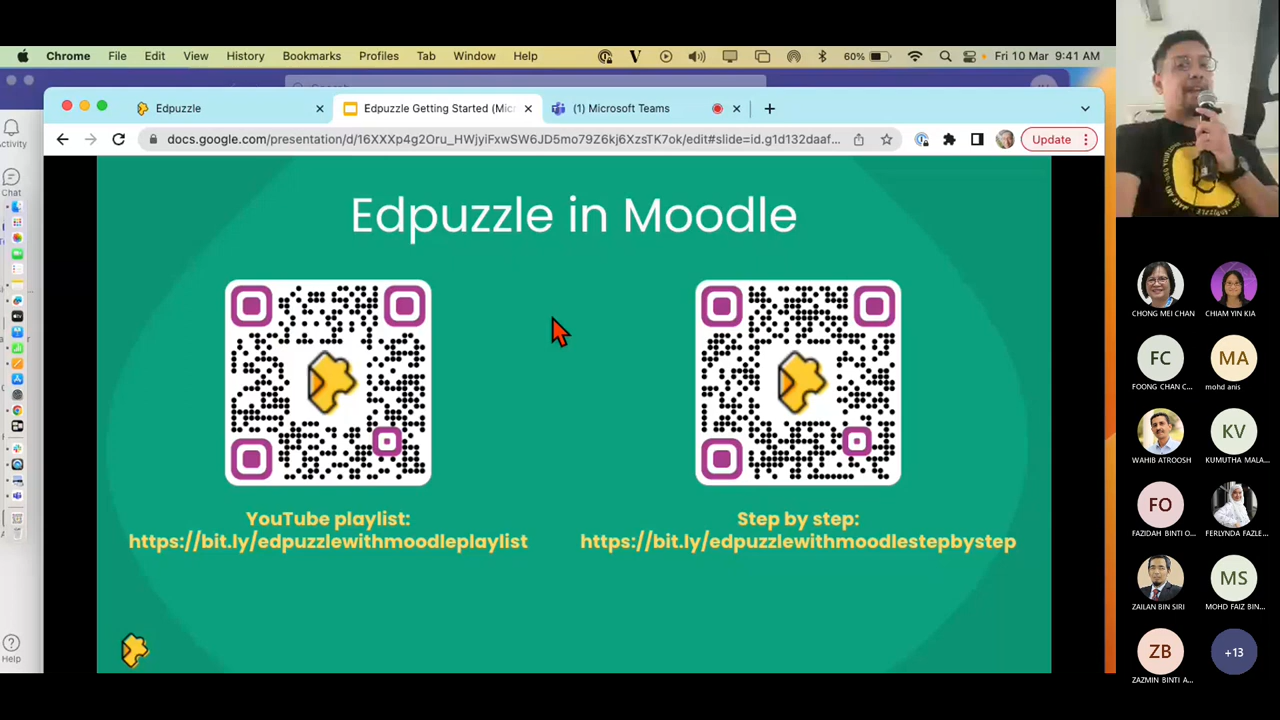 Chrome File Edit View History Bookmarks Profiles Tab Window Help 60% Fri 10 Mar 9:41 AM
Edpuzzle
Edpuzzle Getting Started (Micr
(1) Microsoft Teams
docs.google.com/presentation/d/16XXXp4g2Oru_HWjyiFxwSW6JD5mo79Z6kj6XzsTK7ok/edit#slide=id.g1d132daaf...
Update
Activity
Chat
Help
Edpuzzle in Moodle
YouTube playlist:
https://bit.ly/edpuzzlewithmoodleplaylist
Step by step:
https://bit.ly/edpuzzlewithmoodlestepbystep
CHONG MEI CHAN
CHIAM YIN KIA
FC
FOONG CHAN C...
MA
mohd anis
WAHIB ATROOSH
KV
KUMUTHA MALA...
FO
FAZIDAH BINTI O...
FERLYNDA FAZLE...
ZAILAN BIN SIRI
MS
MOHD FAIZ BIN...
ZB
ZAZMIN BINTI A...
+13